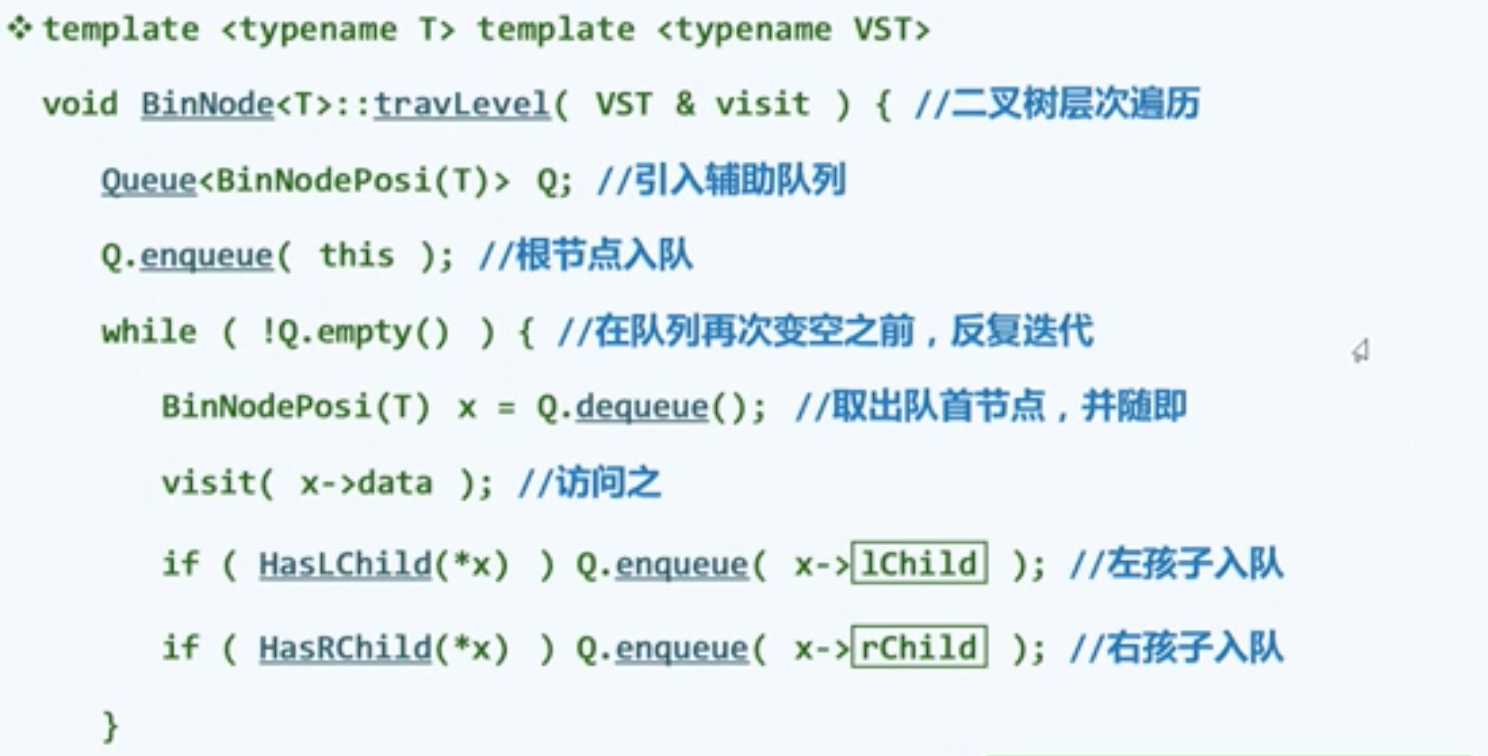 ❖ template <typename T> template <typename VST>
void BinNode<T>::travLevel( VST & visit ) { //二叉树层次遍历
Queue<BinNodePosi(T)> Q; //引入辅助队列
Q.enqueue( this ); //根节点入队
while ( !Q.empty() ) { //在队列再次变空之前，反复迭代
BinNodePosi(T) x = Q.dequeue(); //取出队首节点，并随即
visit( x->data ); //访问之
if ( HasLChild(*x) ) Q.enqueue( x->lChild ); //左孩子入队
if ( HasRChild(*x) ) Q.enqueue( x->rChild ); //右孩子入队
}